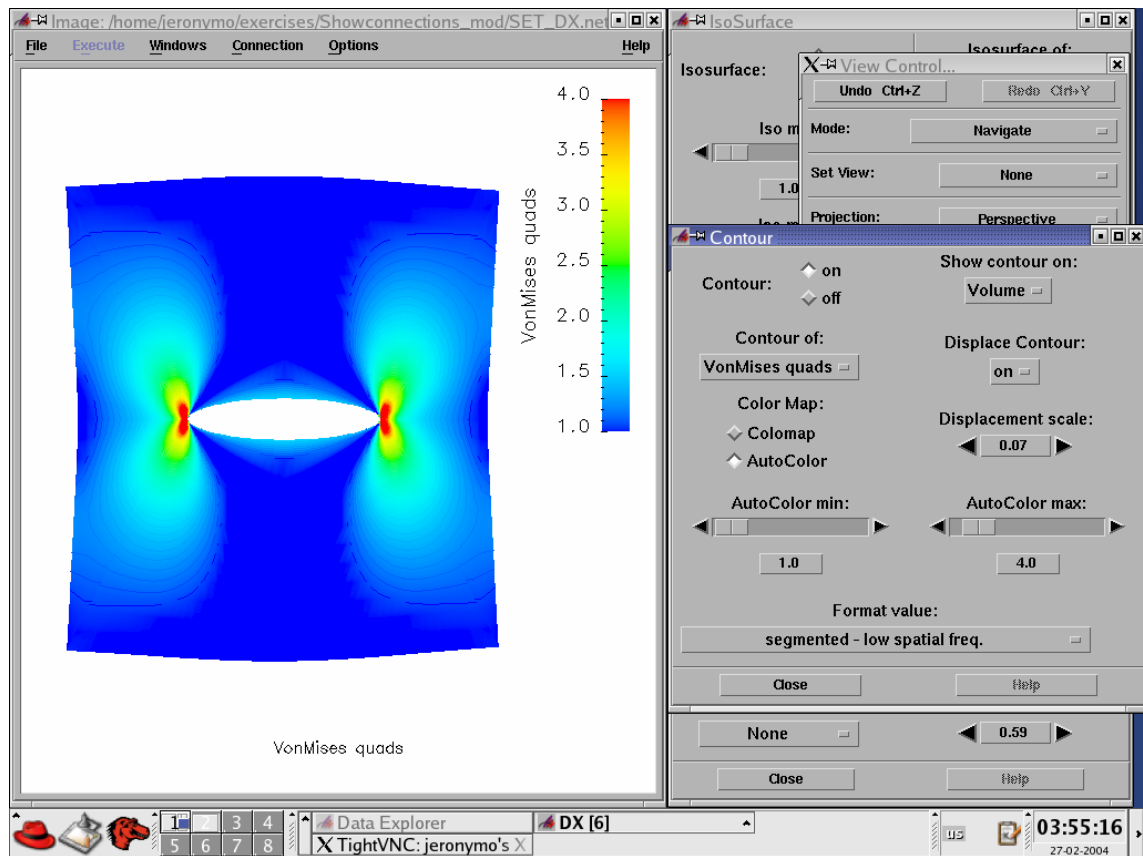 Image: /home/jeronymo/exercises/Showconnections_mod/SET_DX.net
File Execute Windows Connection Options Help
4.0
3.5
3.0
2.5
2.0
1.5
1.0
VonMises quads
VonMises quads
IsoSurface
Isosurface of:
Isosurface:
Iso m
1.0
View Control...
Undo Ctrl+Z
Redo Ctrl+Y
Mode:
Navigate
Set View:
None
Projection:
Perspective
Contour
Contour:
on
off
Show contour on:
Volume
Contour of:
VonMises quads
Displace Contour:
on
Color Map:
Colomap
AutoColor
Displacement scale:
0.07
AutoColor min:
1.0
AutoColor max:
4.0
Format value:
segmented - low spatial freq.
Close
Help
None
0.59
Close
Help
1 2 3 4
5 6 7 8
Data Explorer
DX [6]
X TightVNC: jeronymo's X
us
03:55:16
27-02-2004